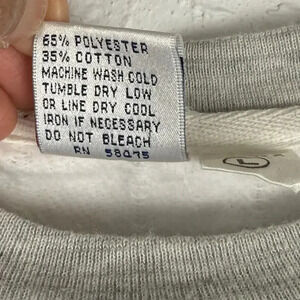 65% POLYESTER
35% COTTON
MACHINE WASH COLD
TUMBLE DRY LOW
OR LINE DRY COOL
IRON IF NECESSARY
DO NOT BLEACH
RN 58475
L